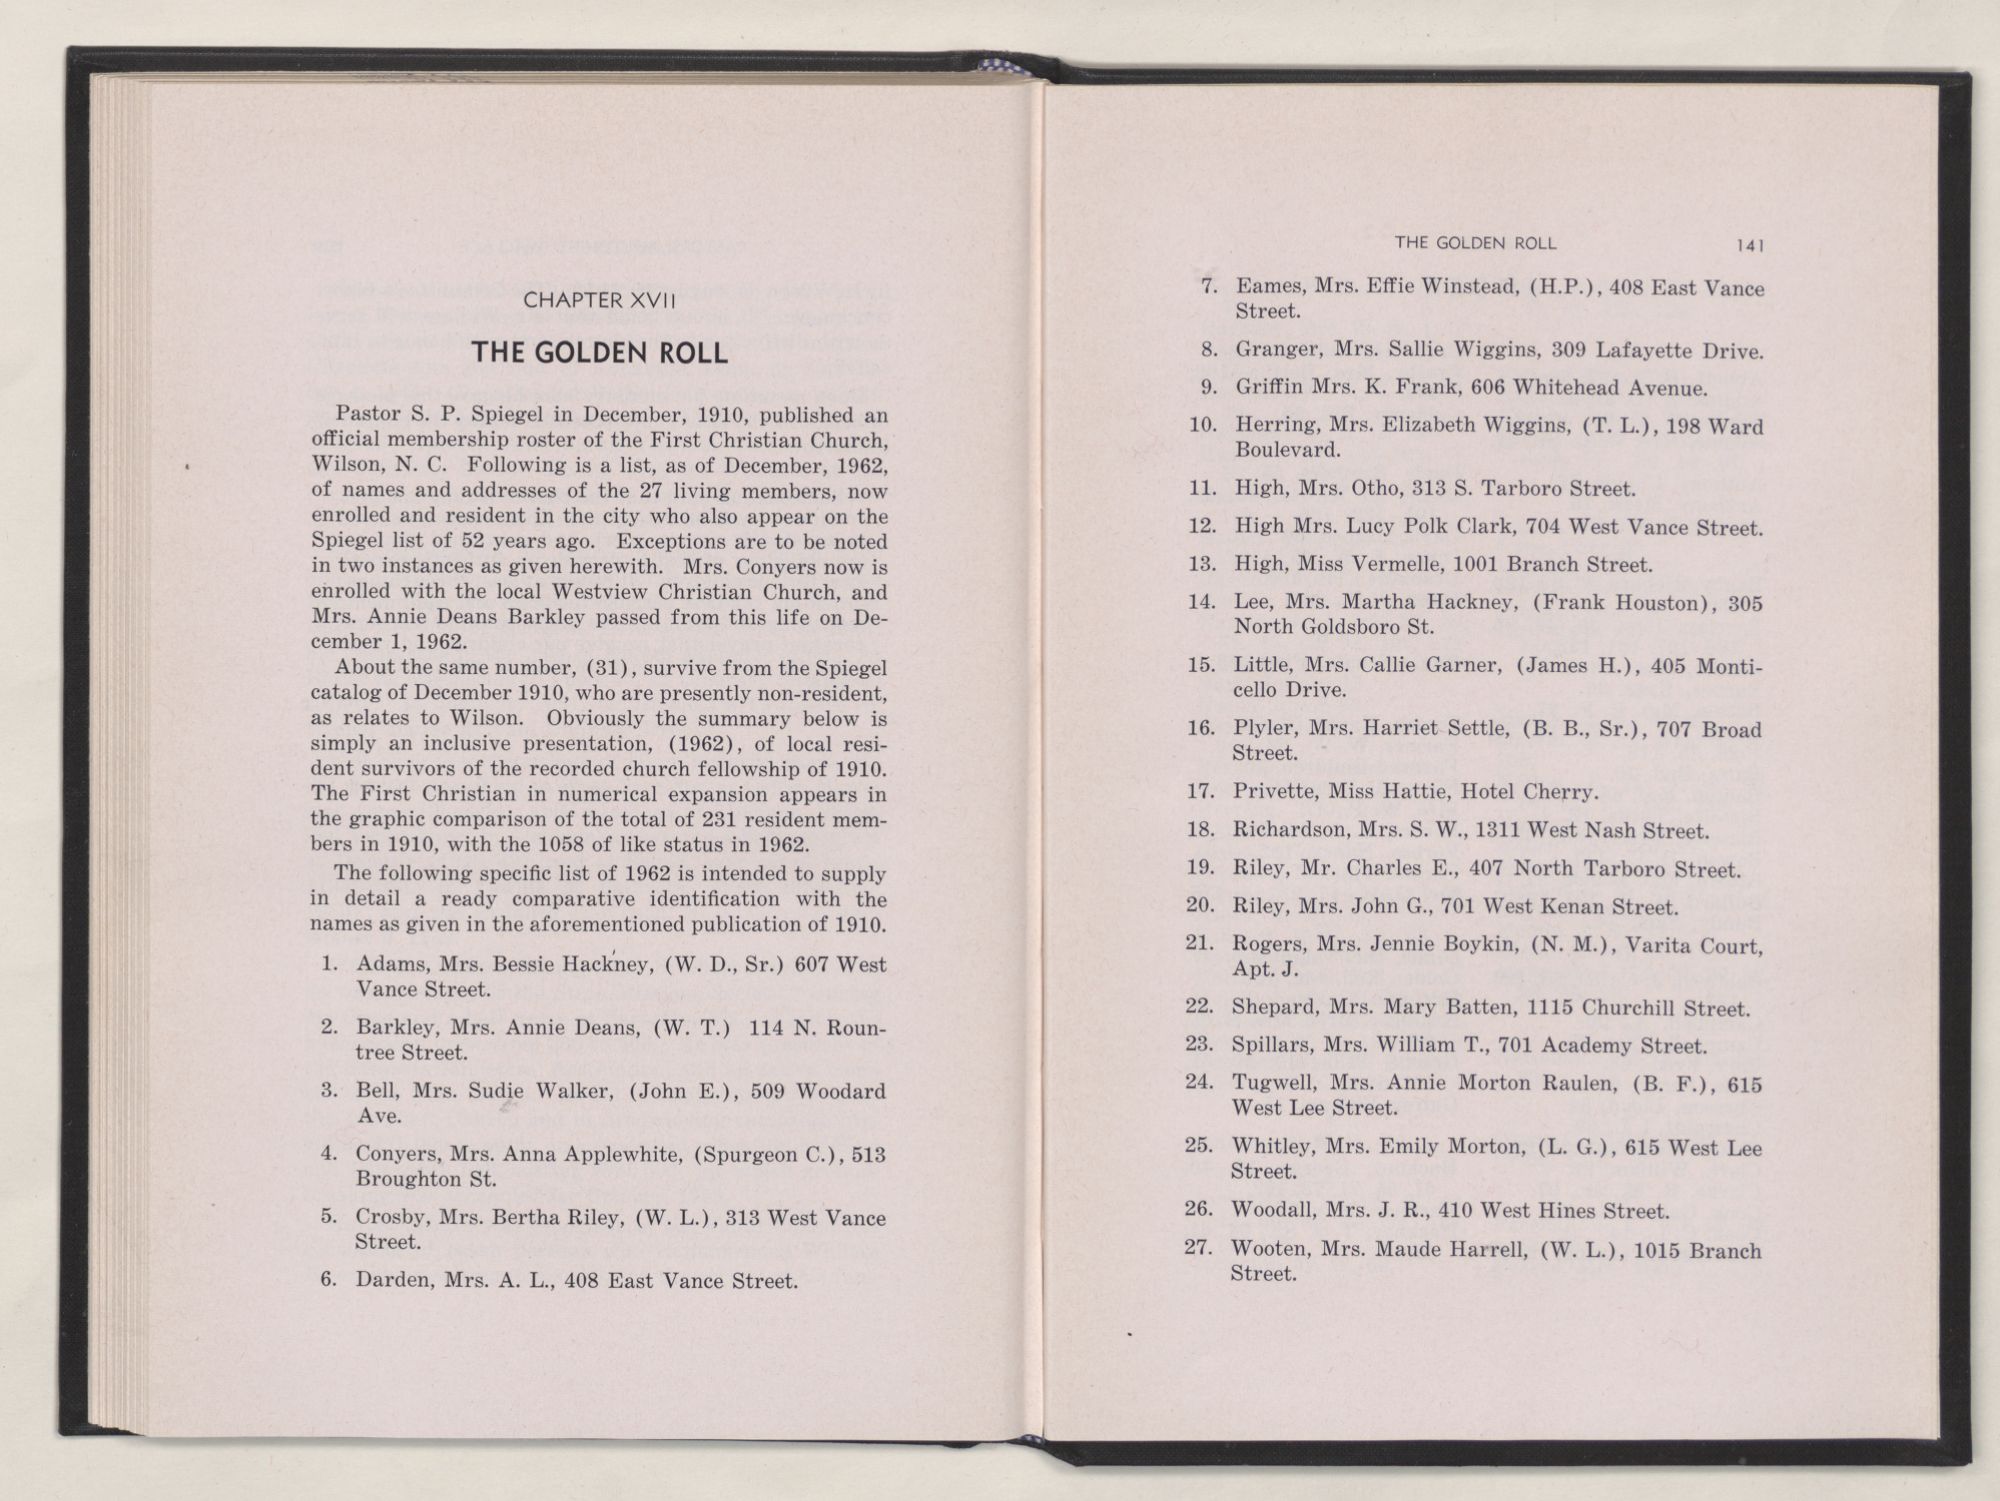 CHAPTER XVII
THE GOLDEN ROLL
Pastor S. P. Spiegel in December, 1910, published an
official membership roster of the First Christian Church,
Wilson, N. C. Following is a list, as of December, 1962,
of names and addresses of the 27 living members, now
enrolled and resident in the city who also appear on the
Spiegel list of 52 years ago. Exceptions are to be noted
in two instances as given herewith. Mrs. Conyers now is
enrolled with the local Westview Christian Church, and
Mrs. Annie Deans Barkley passed from this life on De-
cember 1, 1962.
About the same number, (31), survive from the Spiegel
catalog of December 1910, who are presently non-resident,
as relates to Wilson. Obviously the summary below is
simply an inclusive presentation, (1962), of local resi-
dent survivors of the recorded church fellowship of 1910.
The First Christian in numerical expansion appears in
the graphic comparison of the total of 231 resident mem-
bers in 1910, with the 1058 of like status in 1962.
The following specific list of 1962 is intended to supply
in detail a ready comparative identification with the
names as given in the aforementioned publication of 1910.
1. Adams, Mrs. Bessie Hackney, (W. D., Sr.) 607 West
Vance Street.
2. Barkley, Mrs. Annie Deans, (W. T.) 114 N. Roun-
tree Street.
3. Bell, Mrs. Sudie Walker, (John E.), 509 Woodard
Ave.
4. Conyers, Mrs. Anna Applewhite, (Spurgeon C.), 513
Broughton St.
5. Crosby, Mrs. Bertha Riley, (W. L.), 313 West Vance
Street.
6. Darden, Mrs. A. L., 408 East Vance Street.
THE GOLDEN ROLL 141
7. Eames, Mrs. Effie Winstead, (H.P.), 408 East Vance
Street.
8. Granger, Mrs. Sallie Wiggins, 309 Lafayette Drive.
9. Griffin Mrs. K. Frank, 606 Whitehead Avenue.
10. Herring, Mrs. Elizabeth Wiggins, (T. L.), 198 Ward
Boulevard.
11. High, Mrs. Otho, 313 S. Tarboro Street.
12. High Mrs. Lucy Polk Clark, 704 West Vance Street.
13. High, Miss Vermelle, 1001 Branch Street.
14. Lee, Mrs. Martha Hackney, (Frank Houston), 305
North Goldsboro St.
15. Little, Mrs. Callie Garner, (James H.), 405 Monti-
cello Drive.
16. Plyler, Mrs. Harriet Settle, (B. B., Sr.), 707 Broad
Street.
17. Privette, Miss Hattie, Hotel Cherry.
18. Richardson, Mrs. S. W., 1311 West Nash Street.
19. Riley, Mr. Charles E., 407 North Tarboro Street.
20. Riley, Mrs. John G., 701 West Kenan Street.
21. Rogers, Mrs. Jennie Boykin, (N. M.), Varita Court,
Apt. J.
22. Shepard, Mrs. Mary Batten, 1115 Churchill Street.
23. Spillars, Mrs. William T., 701 Academy Street.
24. Tugwell, Mrs. Annie Morton Raulen, (B. F.), 615
West Lee Street.
25. Whitley, Mrs. Emily Morton, (L. G.), 615 West Lee
Street.
26. Woodall, Mrs. J. R., 410 West Hines Street.
27. Wooten, Mrs. Maude Harrell, (W. L.), 1015 Branch
Street.